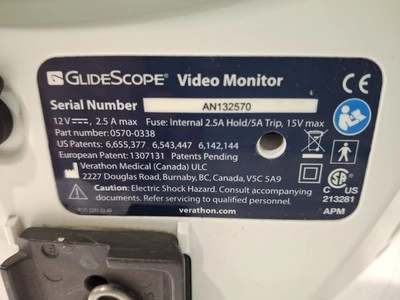 GLIDESCOPE® Video Monitor CE
Serial Number AN132570
12V⎓, 2.5 A max Fuse: Internal 2.5A Hold/5A Trip, 15V max
Part number: 0570-0338
US Patents: 6,655,377 6,543,447 6,142,144
European Patent: 1307131 Patents Pending
Verathon Medical (Canada) ULC
2227 Douglas Road, Burnaby, BC, Canada, V5C 5A9
Caution: Electric Shock Hazard. Consult accompanying
documents. Refer servicing to qualified personnel.
verathon.com
SA
C US
213281
APM